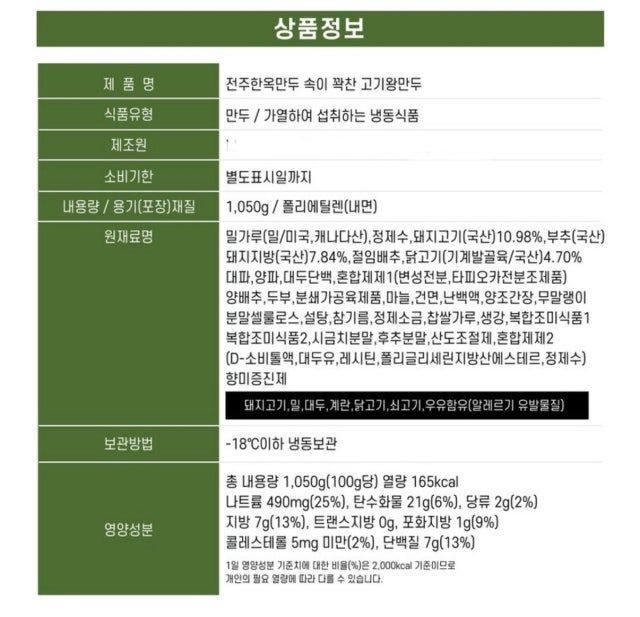 상품정보
제 품 명
전주한옥만두 속이 꽉찬 고기왕만두
식품유형
만두 / 가열하여 섭취하는 냉동식품
제조원
소비기한
별도표시일까지
내용량 / 용기(포장)재질
1,050g / 폴리에틸렌(내면)
원재료명
밀가루(밀/미국,캐나다산),정제수,돼지고기(국산)10.98%,부추(국산)
돼지지방(국산)7.84%,절임배추,닭고기(기계발골육/국산)4.70%
대파,양파,대두단백,혼합제제1(변성전분,타피오카전분조제품)
양배추,두부,분쇄가공육제품,마늘,건면,난백액,양조간장,무말랭이
분말셀룰로스,설탕,참기름,정제소금,찹쌀가루,생강,복합조미식품1
복합조미식품2,시금치분말,후추분말,산도조절제,혼합제제2
(D-소비톨액,대두유,레시틴,폴리글리세린지방산에스테르,정제수)
향미증진제
돼지고기,밀,대두,계란,닭고기,쇠고기,우유함유(알레르기 유발물질)
보관방법
-18℃이하 냉동보관
영양성분
총 내용량 1,050g(100g당) 열량 165kcal
나트륨 490mg(25%), 탄수화물 21g(6%), 당류 2g(2%)
지방 7g(13%), 트랜스지방 0g, 포화지방 1g(9%)
콜레스테롤 5mg 미만(2%), 단백질 7g(13%)
1일 영양성분 기준치에 대한 비율(%)은 2,000kcal 기준이므로
개인의 필요 열량에 따라 다를 수 있습니다.